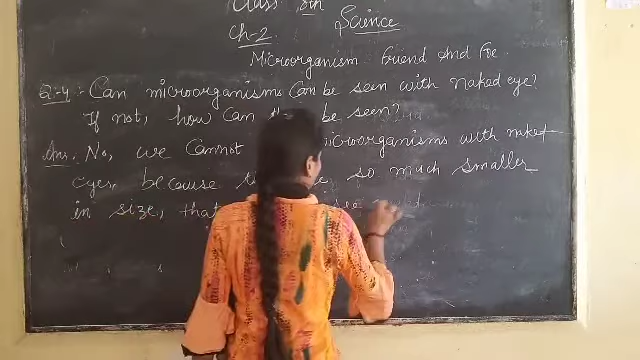 Class 8th
Ch-2 Science
Microorganism friend and Foe.
Q.4:- Can microorganisms Can be seen with naked eye?
If not, how can be seen?
Ans. No, we Cannot microorganisms with naked
eyes, because so much smaller
in size, that see